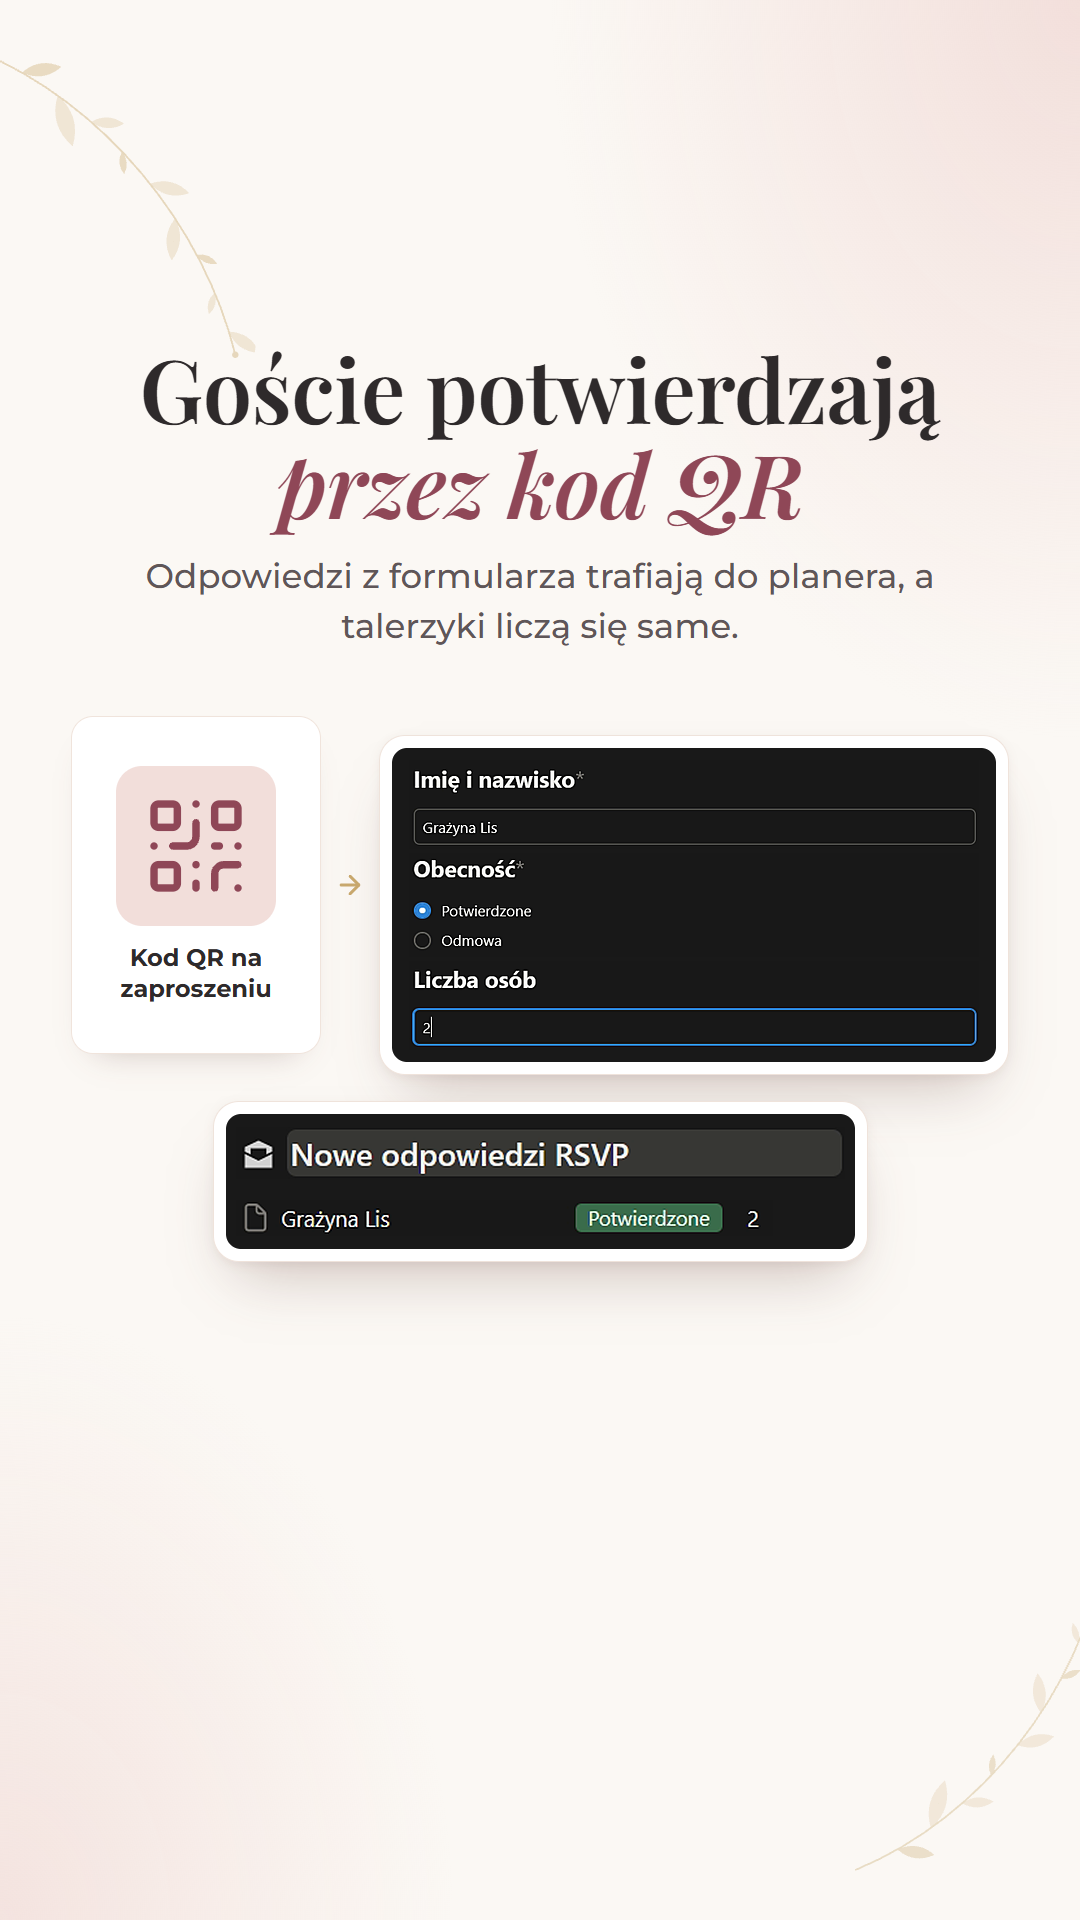 Goście potwierdzają
przez kod QR
Odpowiedzi z formularza trafiają do planera, a
talerzyki liczą się same.
Kod QR na
zaproszeniu
Imię i nazwisko*
Grażyna Lis
Obecność*
Potwierdzone
Odmowa
Liczba osób
2
Nowe odpowiedzi RSVP
Grażyna Lis Potwierdzone 2